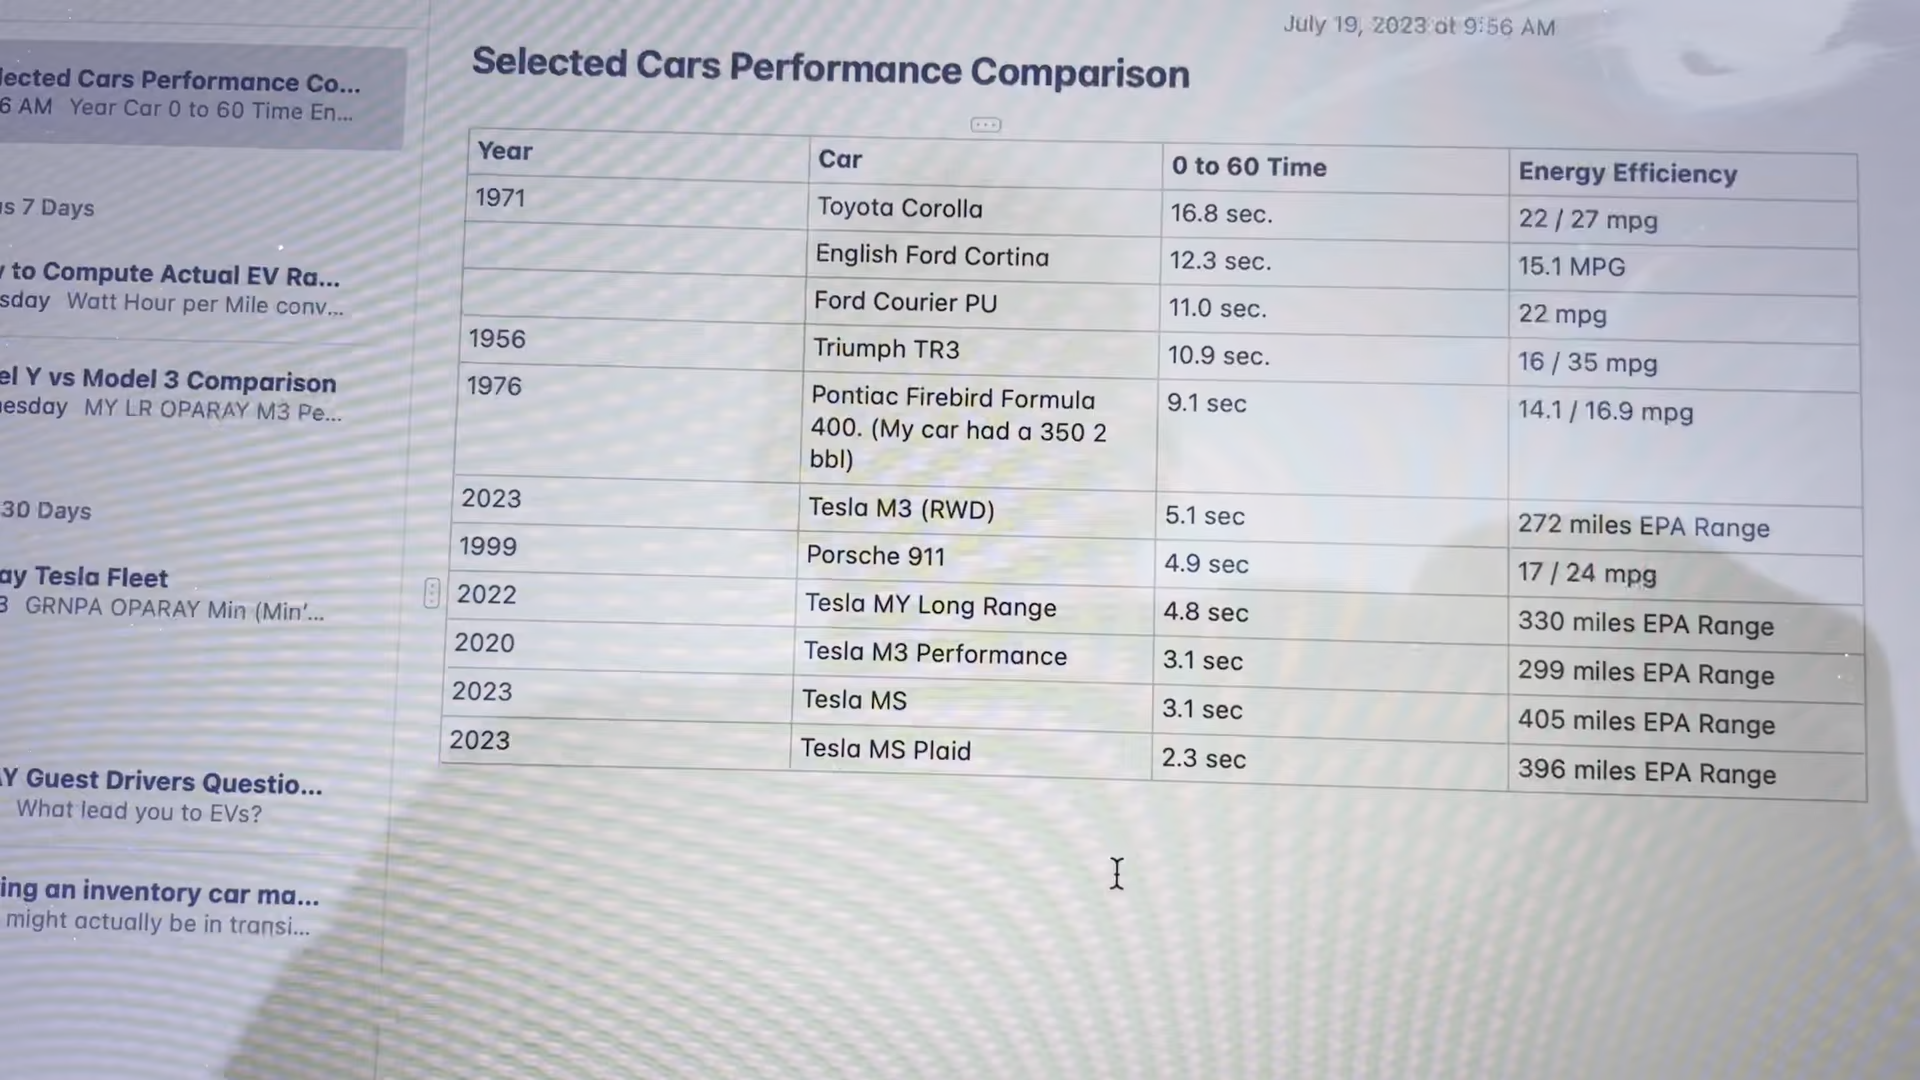 July 19, 2023 at 9:56 AM
Selected Cars Performance Comparison
Year Car 0 to 60 Time Energy Efficiency
1971 Toyota Corolla 16.8 sec. 22 / 27 mpg
English Ford Cortina 12.3 sec. 15.1 MPG
Ford Courier PU 11.0 sec. 22 mpg
1956 Triumph TR3 10.9 sec. 16 / 35 mpg
1976 Pontiac Firebird Formula 9.1 sec 14.1 / 16.9 mpg
400. (My car had a 350 2
bbl)
2023 Tesla M3 (RWD) 5.1 sec 272 miles EPA Range
1999 Porsche 911 4.9 sec 17 / 24 mpg
2022 Tesla MY Long Range 4.8 sec 330 miles EPA Range
2020 Tesla M3 Performance 3.1 sec 299 miles EPA Range
2023 Tesla MS 3.1 sec 405 miles EPA Range
2023 Tesla MS Plaid 2.3 sec 396 miles EPA Range
lected Cars Performance Co...
6 AM Year Car 0 to 60 Time En...
us 7 Days
to Compute Actual EV Ra...
sday Watt Hour per Mile conv...
el Y vs Model 3 Comparison
esday MY LR OPARAY M3 Pe...
30 Days
ay Tesla Fleet
3 GRNPA OPARAY Min (Min'...
AY Guest Drivers Questio...
What lead you to EVs?
ing an inventory car ma...
might actually be in transi...